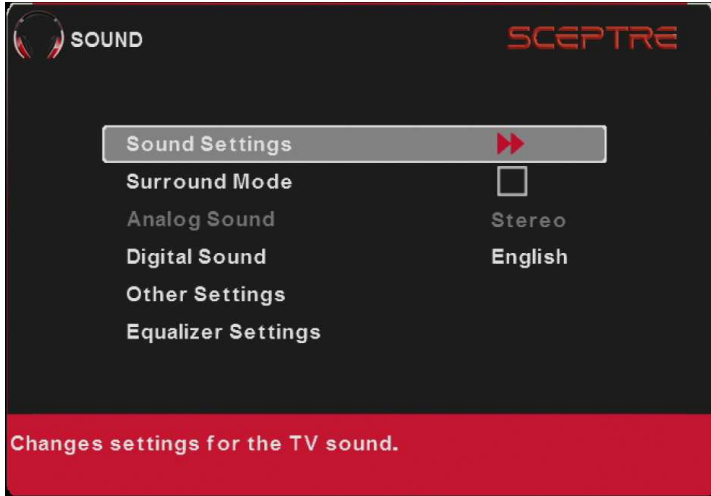 SOUND SCEPTRE
Sound Settings
Surround Mode
Analog Sound Stereo
Digital Sound English
Other Settings
Equalizer Settings
Changes settings for the TV sound.